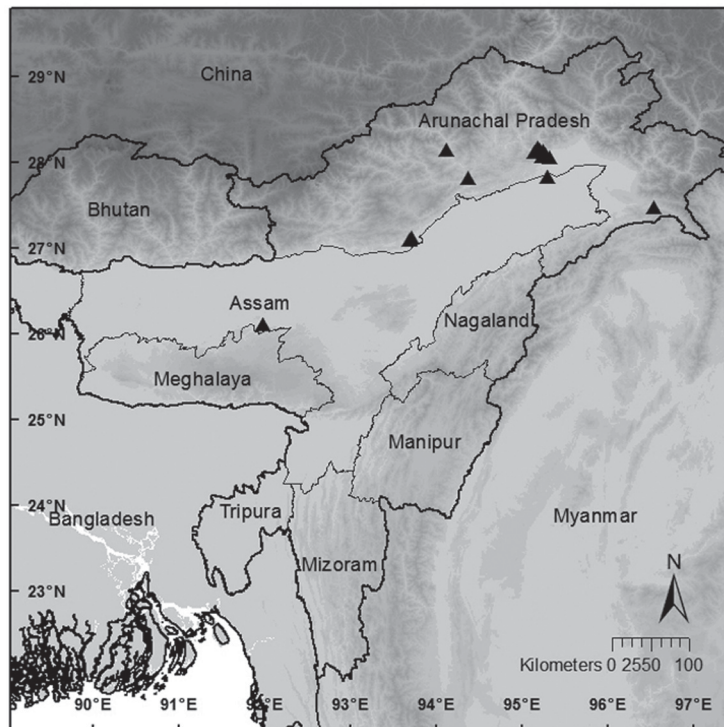 29°N
China
Arunachal Pradesh
28°N
Bhutan
27°N
Assam
26°N
Nagaland
Meghalaya
25°N
Manipur
24°N
Bangladesh
Tripura
Myanmar
Mizoram
23°N
N
Kilometers 0 2550 100
90°E 91°E 92°E 93°E 94°E 95°E 96°E 97°E